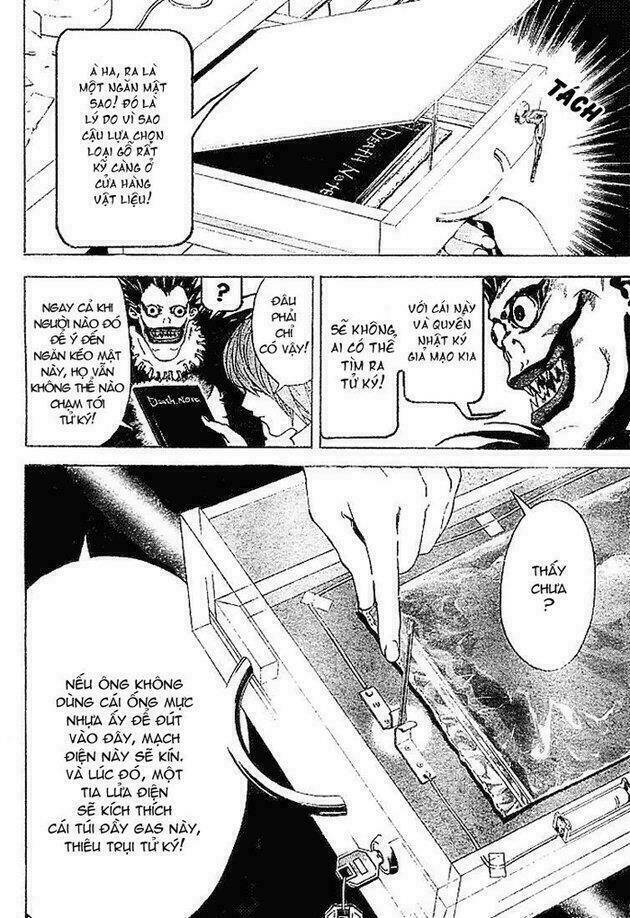 À HA, RA LÀ
MỘT NGĂN MẬT
SAO! ĐÓ LÀ
LÝ DO VÌ SAO
CẬU LỰA CHỌN
LOẠI GỖ RẤT
KỸ CÀNG Ở
CỬA HÀNG
VẬT LIỆU!
TÁCH
DEATH NOTE
VỚI CÁI NÀY
VÀ QUYỂN
NHẬT KÝ
GIẢ MẠO KIA
SẼ KHÔNG
AI CÓ THỂ
TÌM RA
TỬ KÝ!
ĐÂU
PHẢI
CHỈ
CÓ VẬY!
?
Death Note
NGAY CẢ KHI
NGƯỜI NÀO ĐÓ
ĐỂ Ý ĐẾN
NGĂN KÉO MẬT
NÀY, HỌ VẪN
KHÔNG THỂ NÀO
CHẠM TỚI
TỬ KÝ!
THẤY
CHƯA
?
NẾU ÔNG KHÔNG
DÙNG CÁI ỐNG MỰC
NHỰA ẤY ĐỂ ĐÚT
VÀO ĐÂY, MẠCH
ĐIỆN NÀY SẼ KÍN.
VÀ LÚC ĐÓ, MỘT
TIA LỬA ĐIỆN
SẼ KÍCH THÍCH
CÁI TÚI ĐẦY GAS NÀY,
THIÊU TRỤI TỬ KÝ!